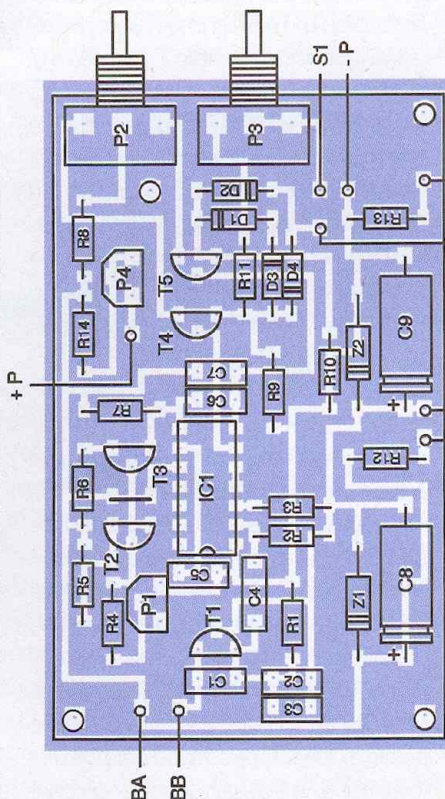 P2
P3
S1
- P
R8
D2
D1
R13
P4
T5
R11
D3
D4
R14
T4
+ P
C7
C6
R9
R10
Z2
C9
+
R7
T3
IC1
R12
R6
T2
R3
R2
R5
P1
C5
C4
R4
T1
R1
Z1
C8
+
C1
C2
C3
BA
BB